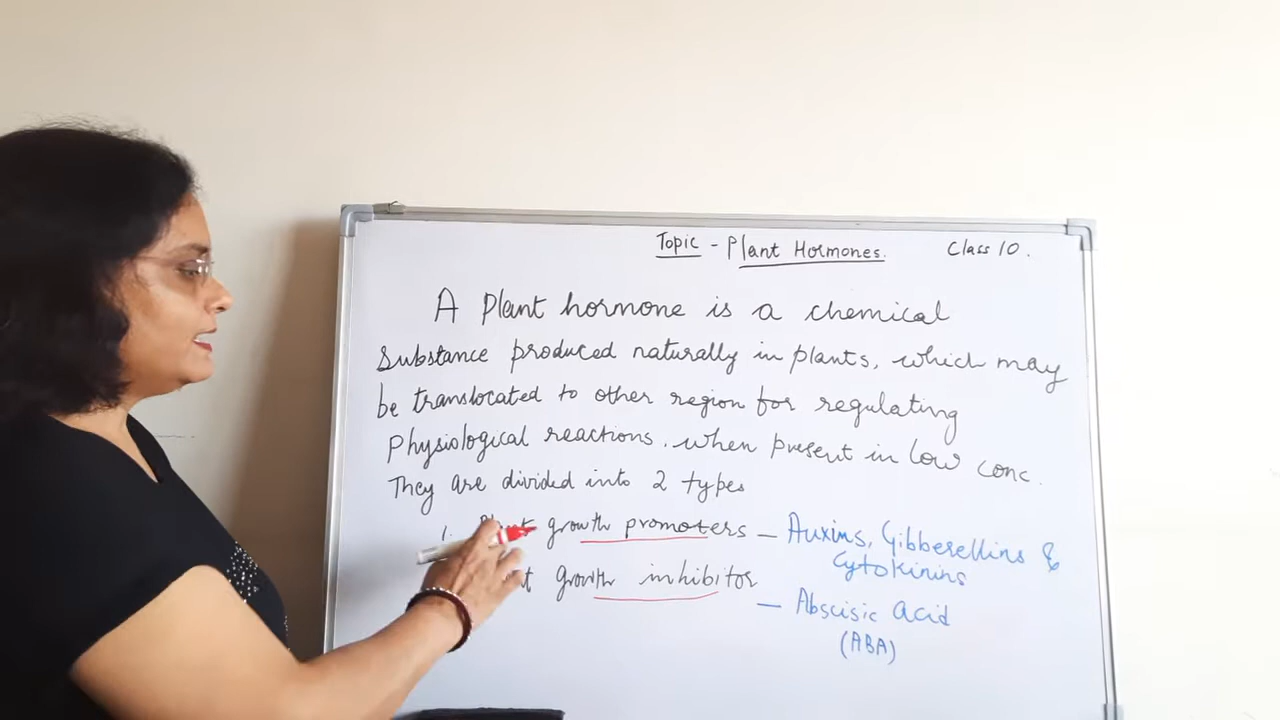 Topic - Plant Hormones. Class 10.
A Plant hormone is a chemical
substance produced naturally in plants, which may
be translocated to other region for regulating
physiological reactions. when present in low conc.
They are divided into 2 types
1. growth promoters - Auxins, Gibberellins &
Cytokinins
growth inhibitor
- Abscisic Acid
(ABA)